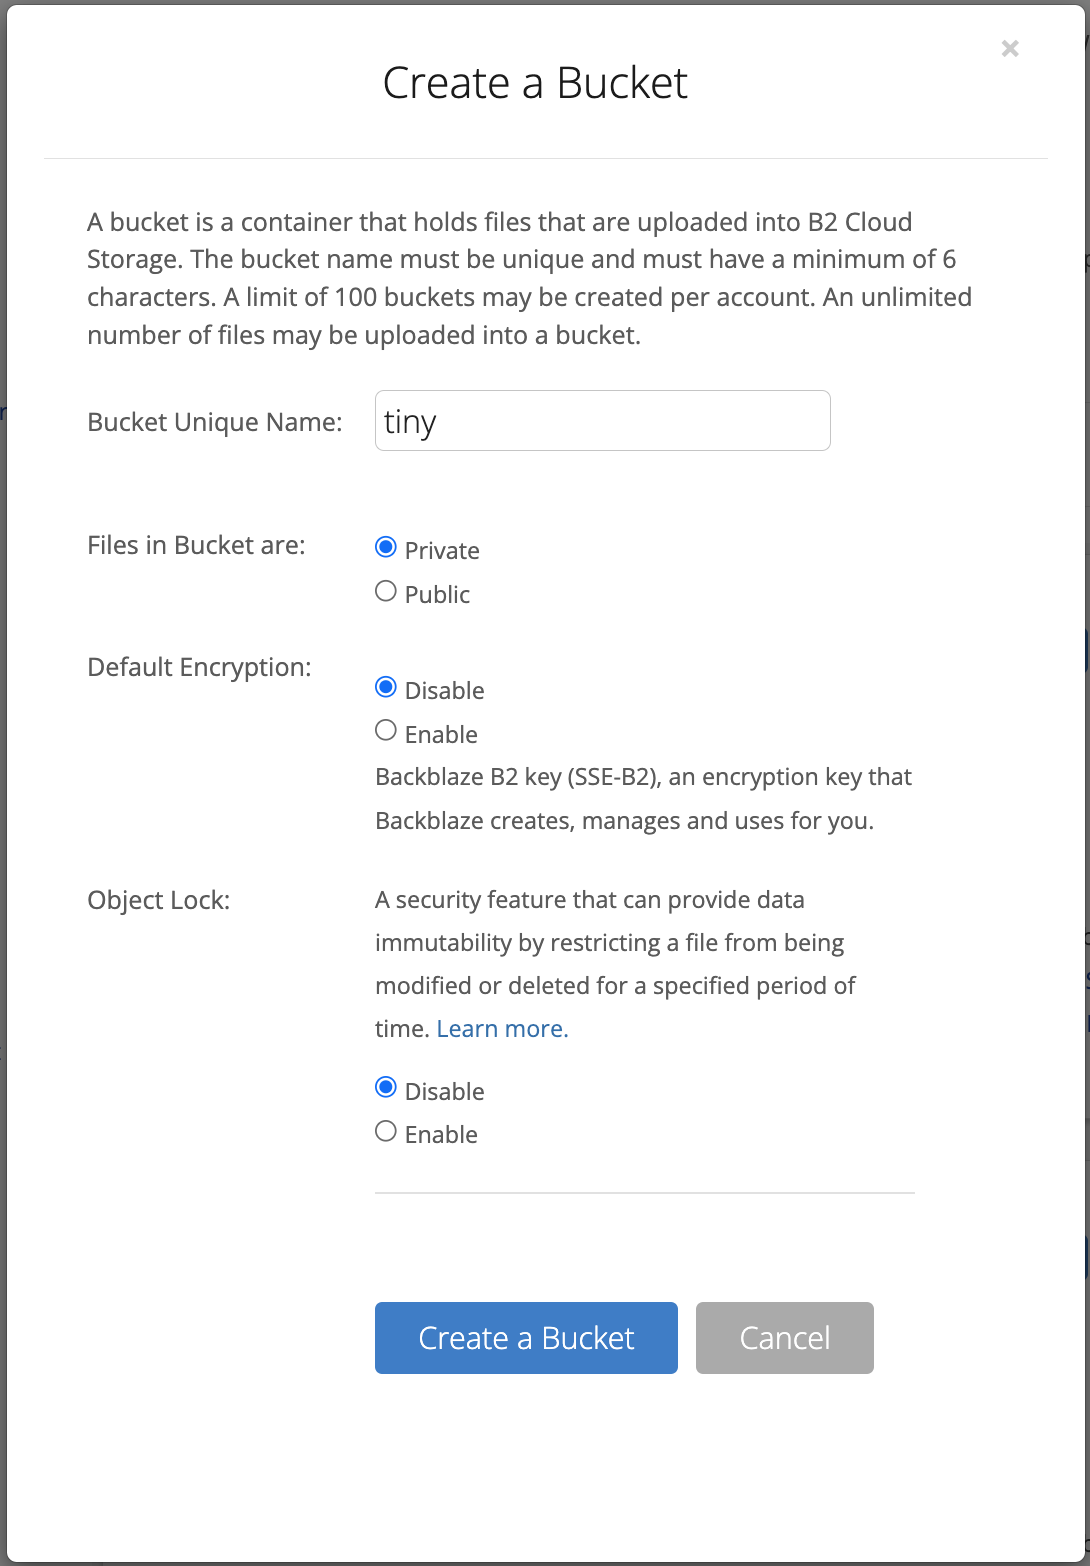 ×
Create a Bucket
A bucket is a container that holds files that are uploaded into B2 Cloud
Storage. The bucket name must be unique and must have a minimum of 6
characters. A limit of 100 buckets may be created per account. An unlimited
number of files may be uploaded into a bucket.
Bucket Unique Name: tiny
Files in Bucket are: Private
Public
Default Encryption:
Disable
Enable
Backblaze B2 key (SSE-B2), an encryption key that
Backblaze creates, manages and uses for you.
Object Lock: A security feature that can provide data
immutability by restricting a file from being
modified or deleted for a specified period of
time. Learn more.
Disable
Enable
Create a Bucket Cancel